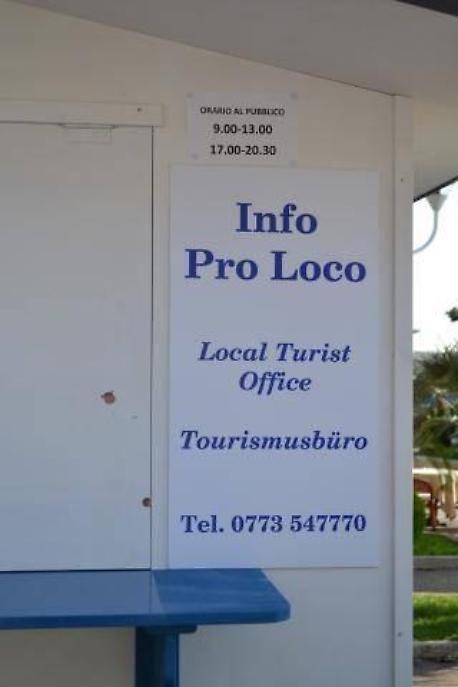 ORARIO AL PUBBLICO
9.00-13.00
17.00-20.30
Info
Pro Loco
Local Turist
Office
Tourismusbüro
Tel. 0773 547770